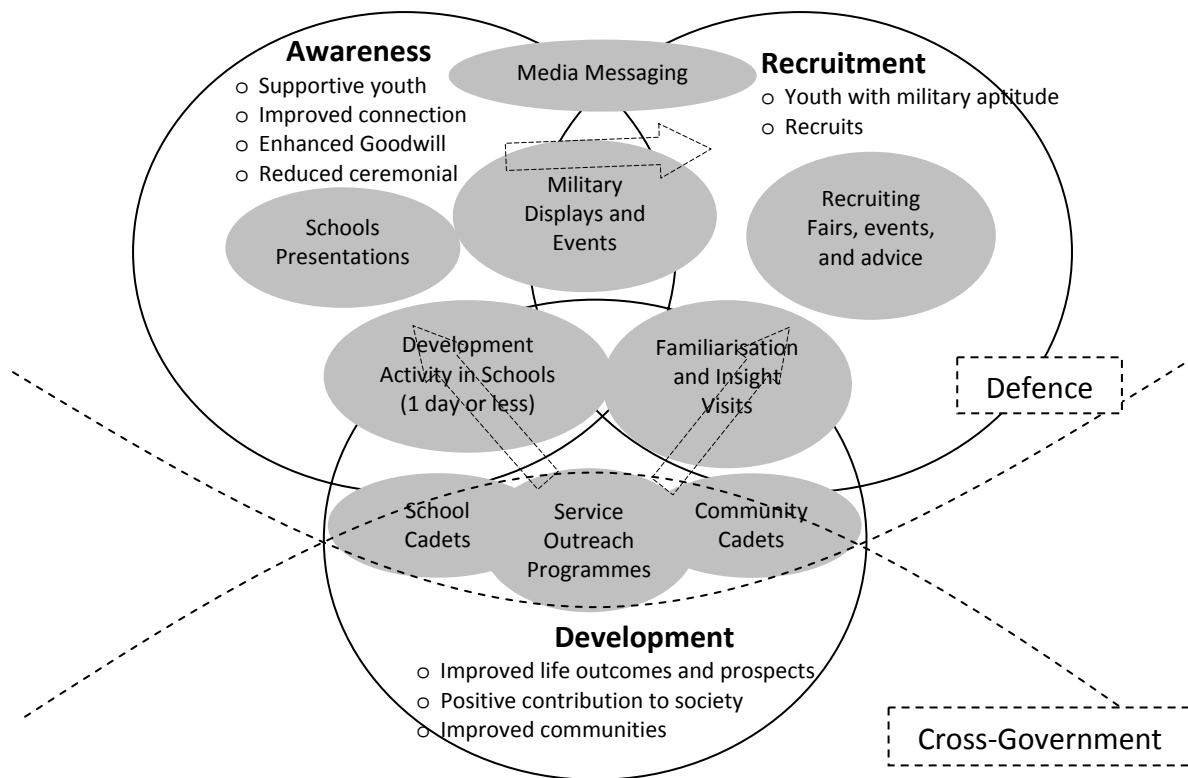 Awareness
o Supportive youth
o Improved connection
o Enhanced Goodwill
o Reduced ceremonial
Media Messaging
Recruitment
o Youth with military aptitude
o Recruits
Military
Displays and
Events
Schools
Presentations
Recruiting
Fairs, events,
and advice
Development
Activity in Schools
(1 day or less)
Familiarisation
and Insight
Visits
Defence
School
Cadets
Service
Outreach
Programmes
Community
Cadets
Development
o Improved life outcomes and prospects
o Positive contribution to society
o Improved communities
Cross-Government